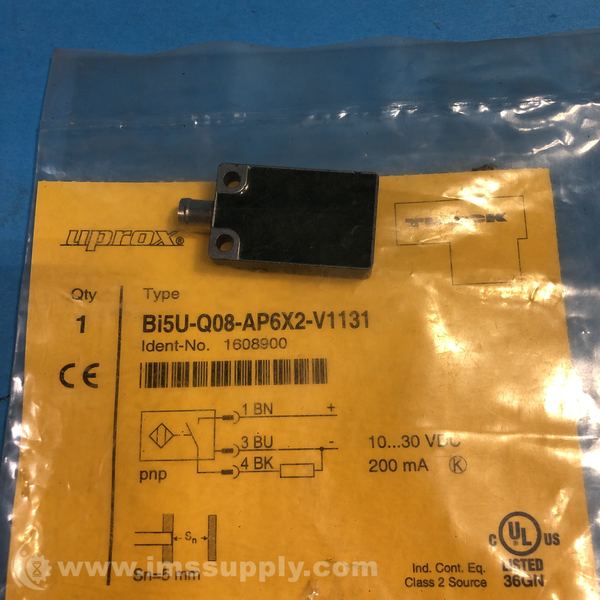 uprox®
TURCK
Qty
Type
1
Bi5U-Q08-AP6X2-V1131
Ident-No. 1608900
CE
1 BN +
3 BU -
10...30 VDC
4 BK
200 mA K
pnp
Sn
Sn=5 mm
C UL US
LISTED
36GN
Ind. Cont. Eq.
Class 2 Source
www.imssupply.com